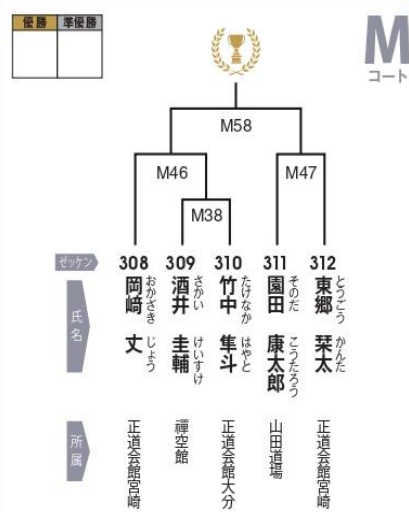 優勝 準優勝
M
コート
M58
M46 M47
M38
ゼッケン 308 309 310 311 312
氏名
岡﨑 丈 おかざき じょう
酒井 圭輔 さかい けいすけ
竹中 隼斗 たけなか はやと
園田 康太郎 そのだ こうたろう
東郷 栞太 とうごう かんた
所属
正道会館宮崎
禪空館
正道会館大分
山田道場
正道会館宮崎